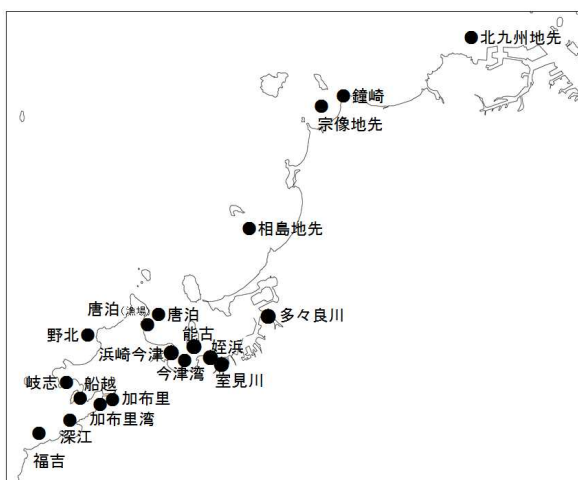 北九州地先
鐘崎
宗像地先
相島地先
唐泊(漁場)
唐泊
多々良川
能古
野北
姪浜
浜崎今津
今津湾
室見川
岐志
船越
加布里
加布里湾
深江
福吉